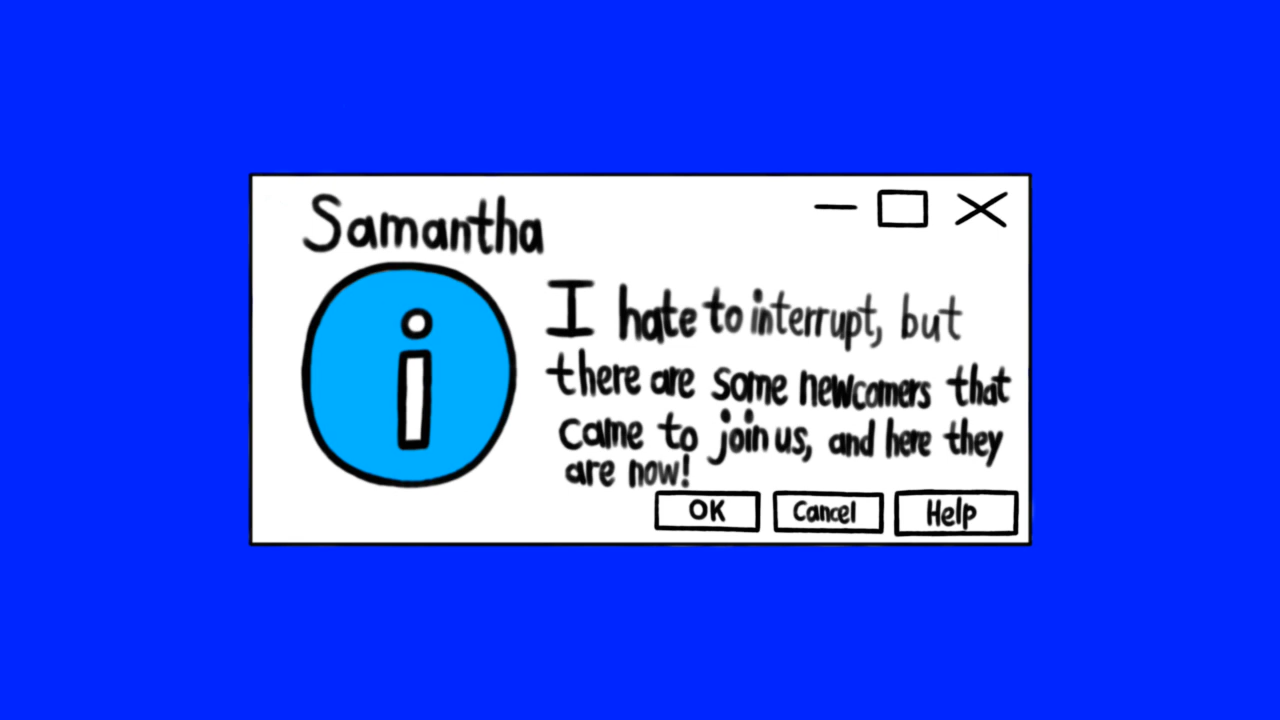 Samantha
I hate to interrupt, but
there are some newcomers that
came to join us, and here they
are now!
OK Cancel Help